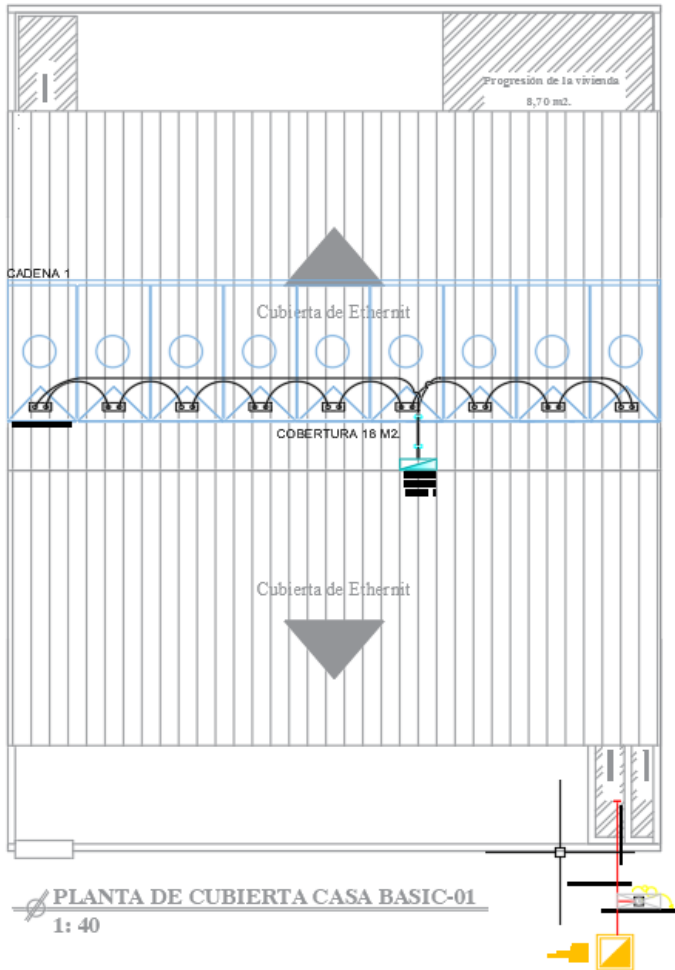 Progresión de la vivienda
8,70 m2.
CADENA 1
Cubierta de Ethernit
COBERTURA 18 M2
Cubierta de Ethernit
PLANTA DE CUBIERTA CASA BASIC-01
1: 40